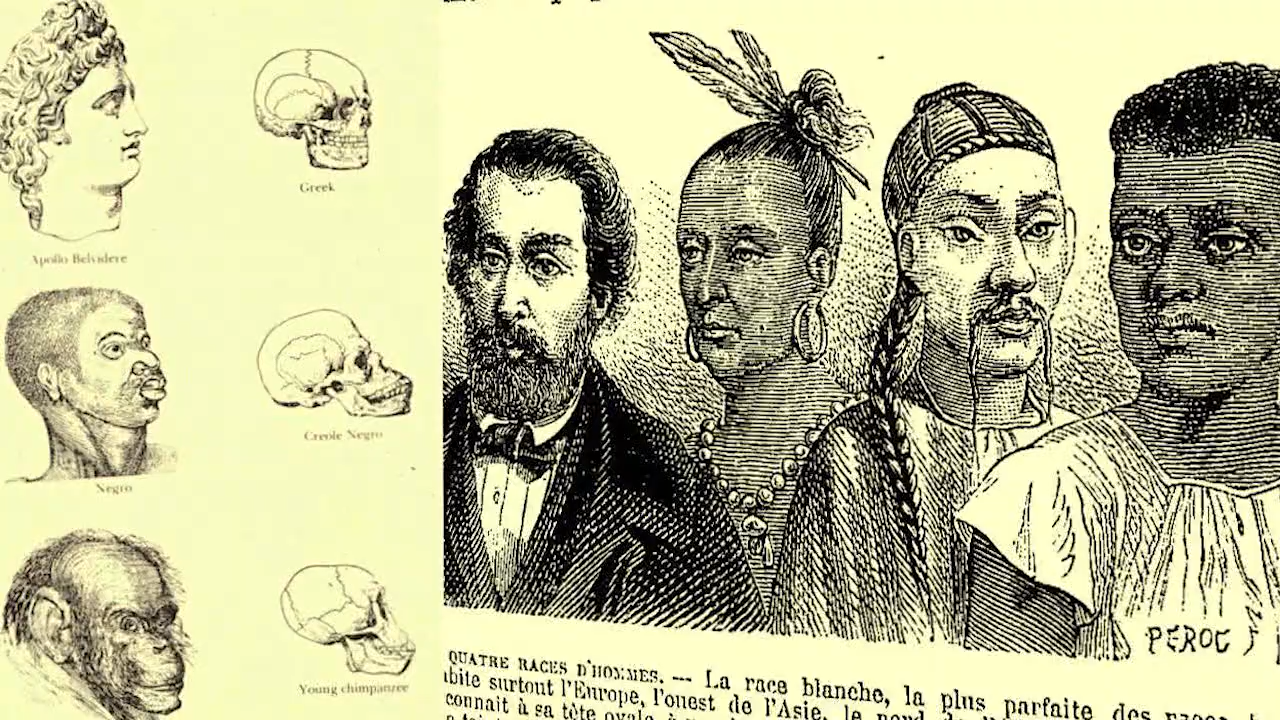 Greek
Apollo Belvidere
Creole Negro
Negro
Young chimpanzee
PEROC
QUATRE RACES D'HOMMES. — La race blanche, la plus parfaite des races
bite surtout l'Europe, l'ouest de l'Asie, le nord de
connait à sa tête ovale,